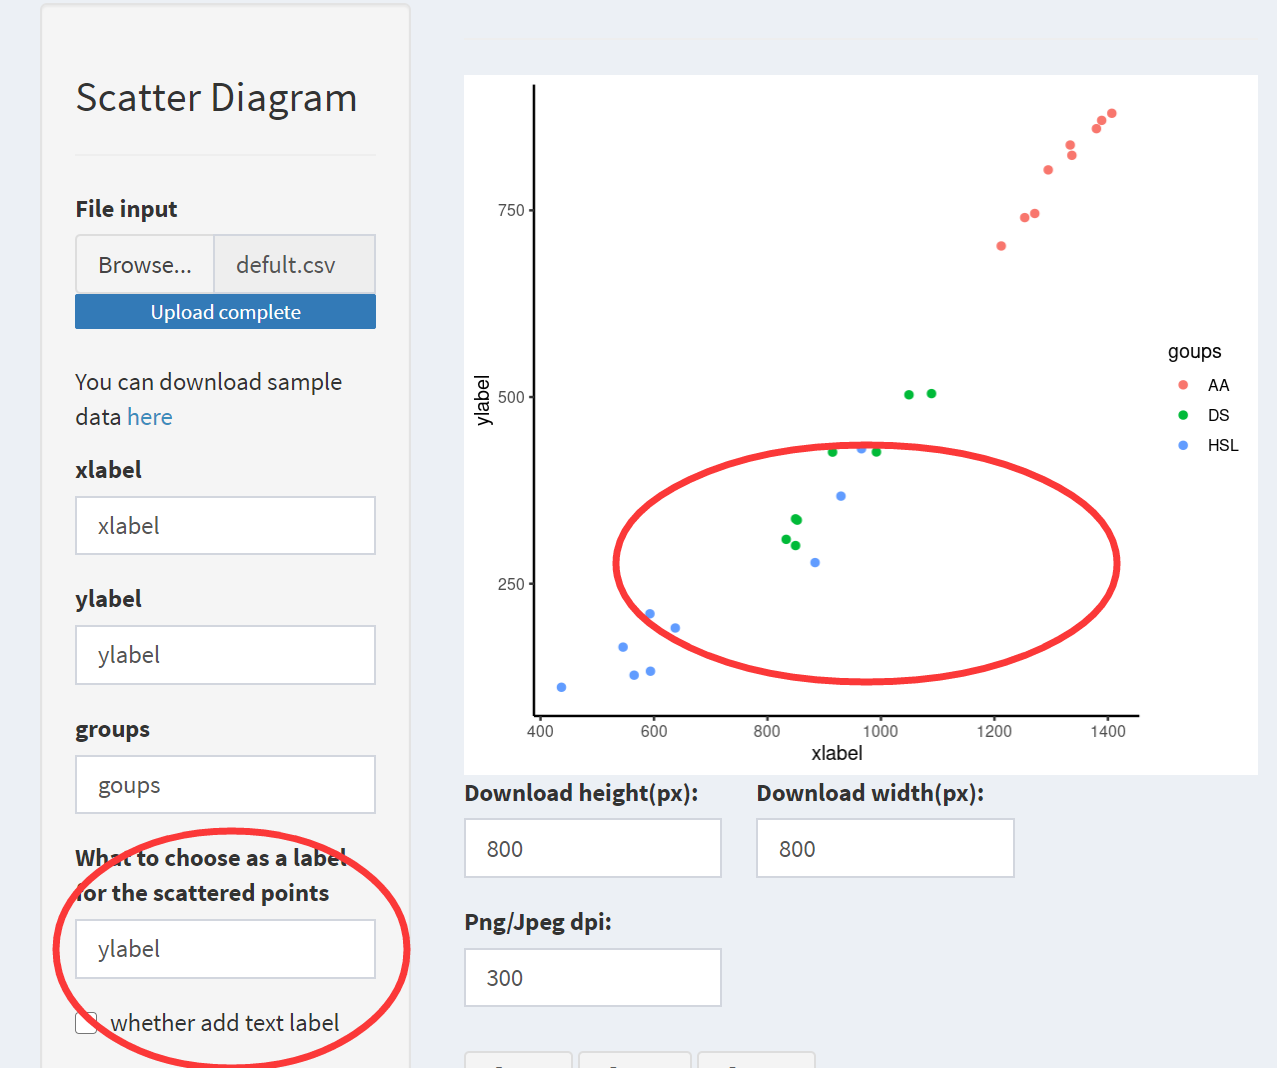 Scatter Diagram
File input
Browse... defult.csv
Upload complete
You can download sample
data here
xlabel
xlabel
ylabel
ylabel
groups
goups
What to choose as a label
for the scattered points
ylabel
whether add text label
750
500
250
ylabel
400 600 800 1000 1200 1400
xlabel
goups
AA
DS
HSL
Download height(px): Download width(px):
800 800
Png/Jpeg dpi:
300